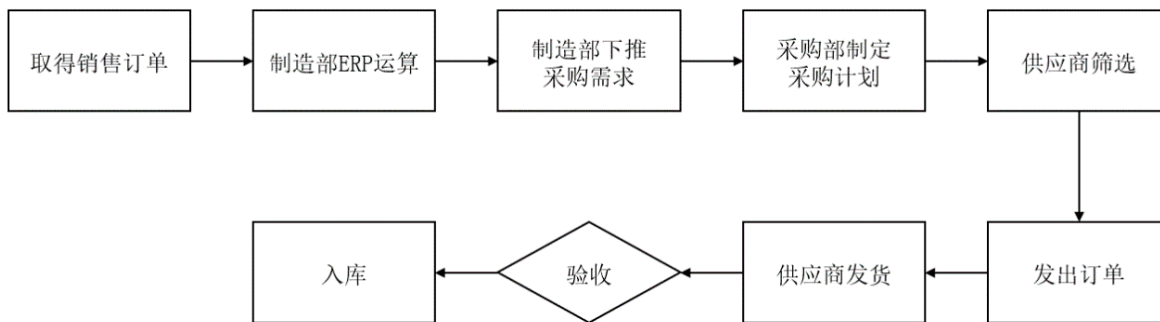 取得销售订单
制造部ERP运算
制造部下推
采购需求
采购部制定
采购计划
供应商筛选
发出订单
供应商发货
验收
入库